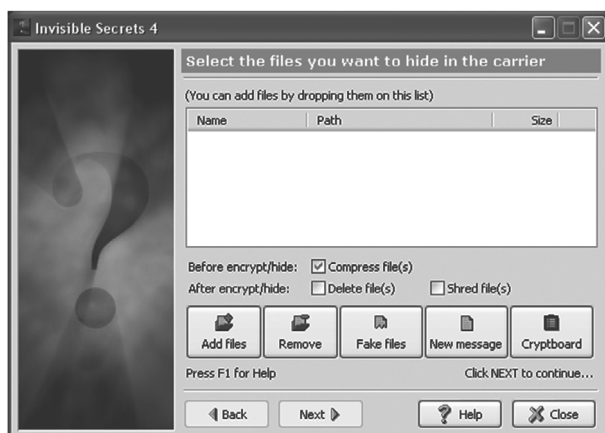 Invisible Secrets 4
Select the files you want to hide in the carrier
(You can add files by dropping them on this list)
Name Path Size
Before encrypt/hide: Compress file(s)
After encrypt/hide: Delete file(s) Shred file(s)
Add files Remove Fake files New message Cryptboard
Press F1 for Help Click NEXT to continue...
Back Next Help Close